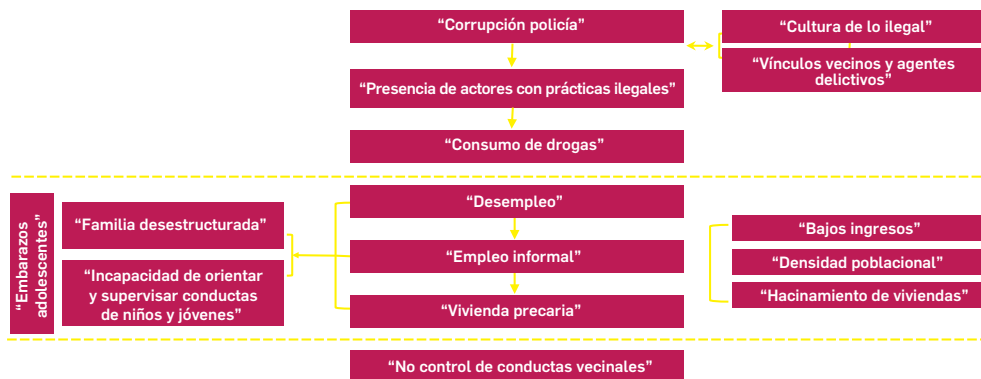 “Corrupción policía”
“Cultura de lo ilegal”
“Vínculos vecinos y agentes
delictivos”
“Presencia de actores con prácticas ilegales”
“Consumo de drogas”
“Embarazos
adolescentes”
“Familia desestructurada”
“Incapacidad de orientar
y supervisar conductas
de niños y jóvenes”
“Desempleo”
“Empleo informal”
“Vivienda precaria”
“Bajos ingresos”
“Densidad poblacional”
“Hacinamiento de viviendas”
“No control de conductas vecinales”